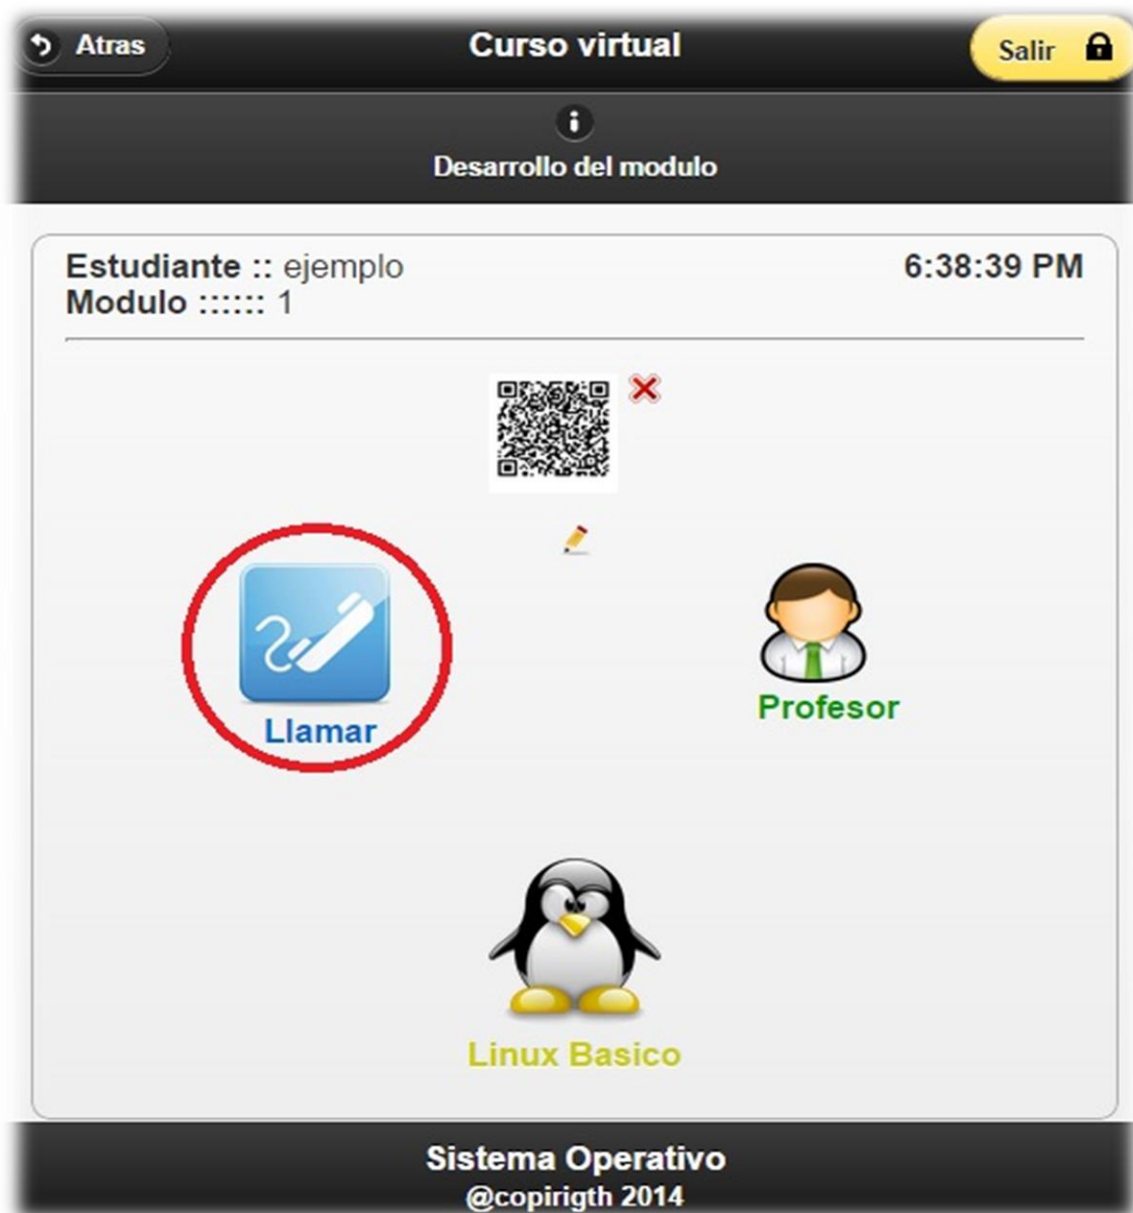 Atras
Curso virtual
Salir
Desarrollo del modulo
Estudiante :: ejemplo
6:38:39 PM
Modulo :::::: 1
Llamar
Profesor
Linux Basico
Sistema Operativo
@copirigth 2014